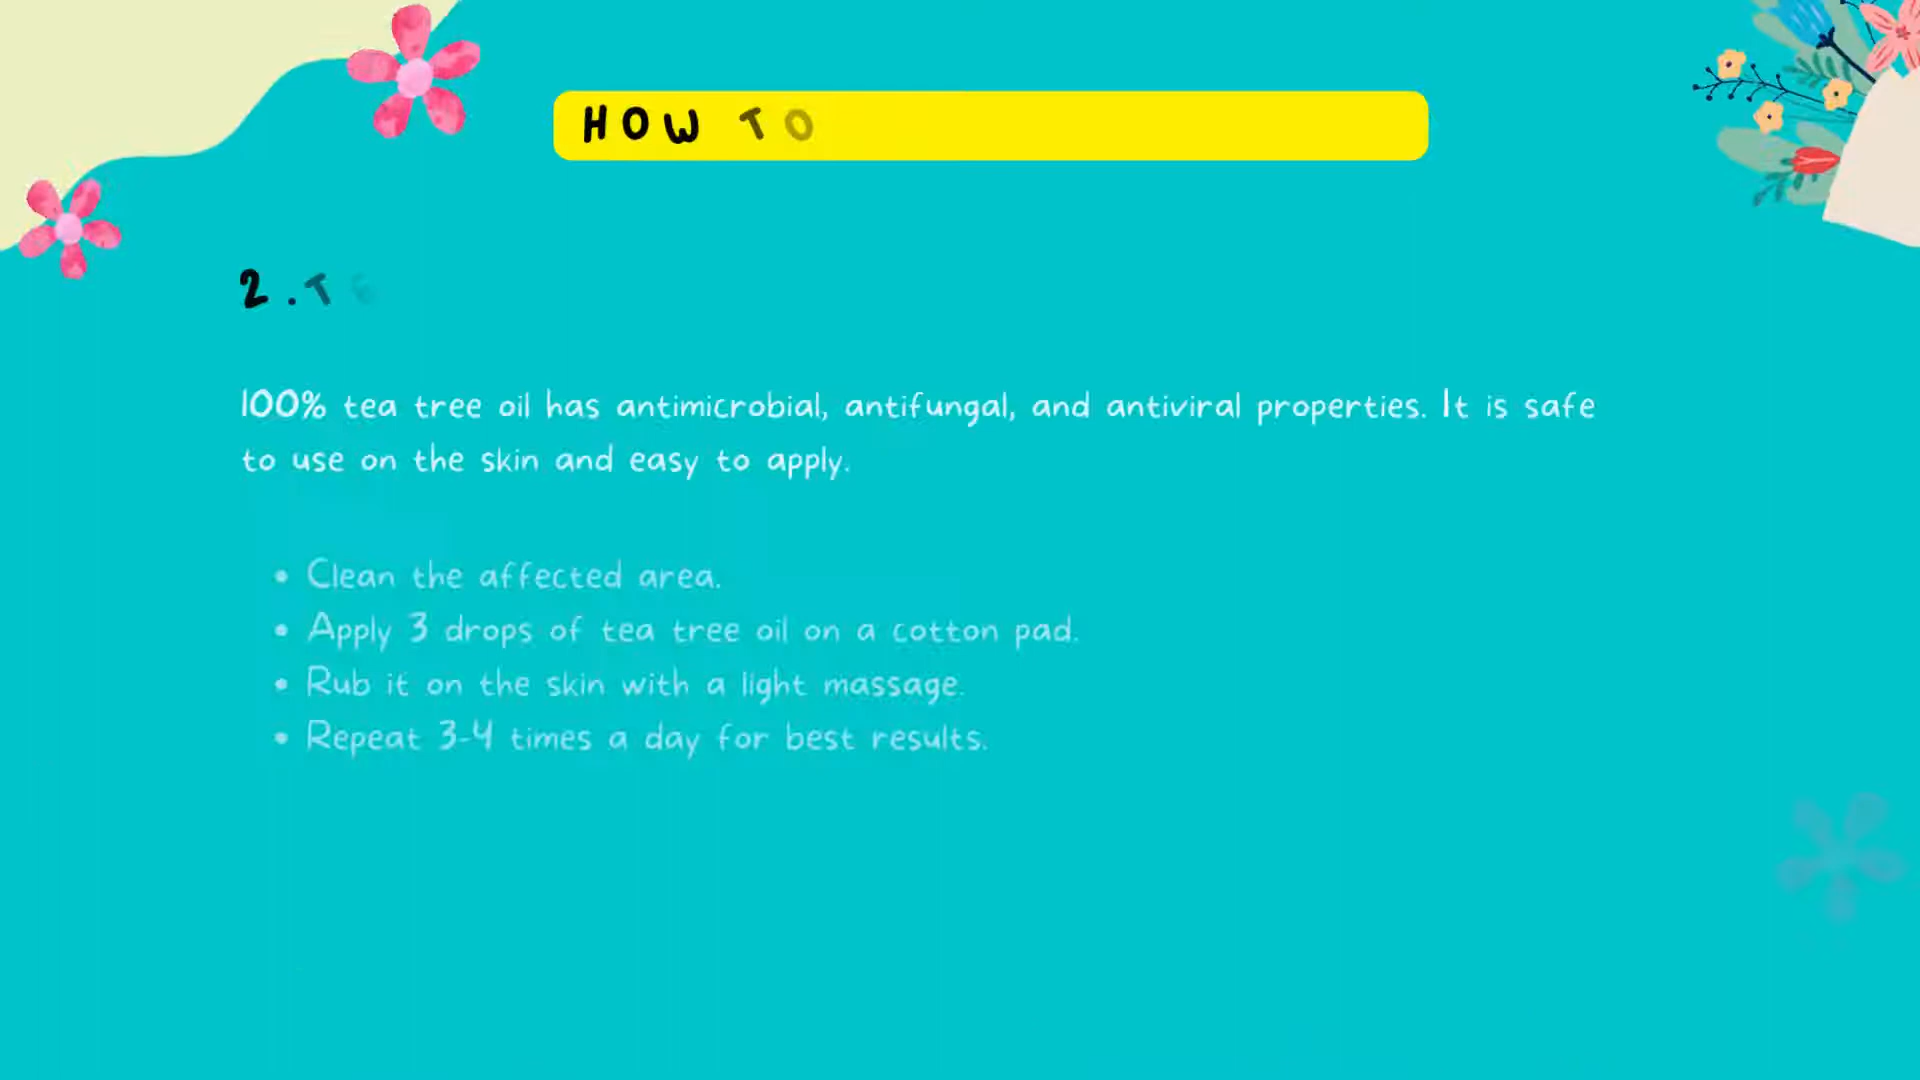 HOW TO
2.TE
100% tea tree oil has antimicrobial, antifungal, and antiviral properties. It is safe
to use on the skin and easy to apply.
• Clean the affected area.
• Apply 3 drops of tea tree oil on a cotton pad.
• Rub it on the skin with a light massage.
• Repeat 3-4 times a day for best results.